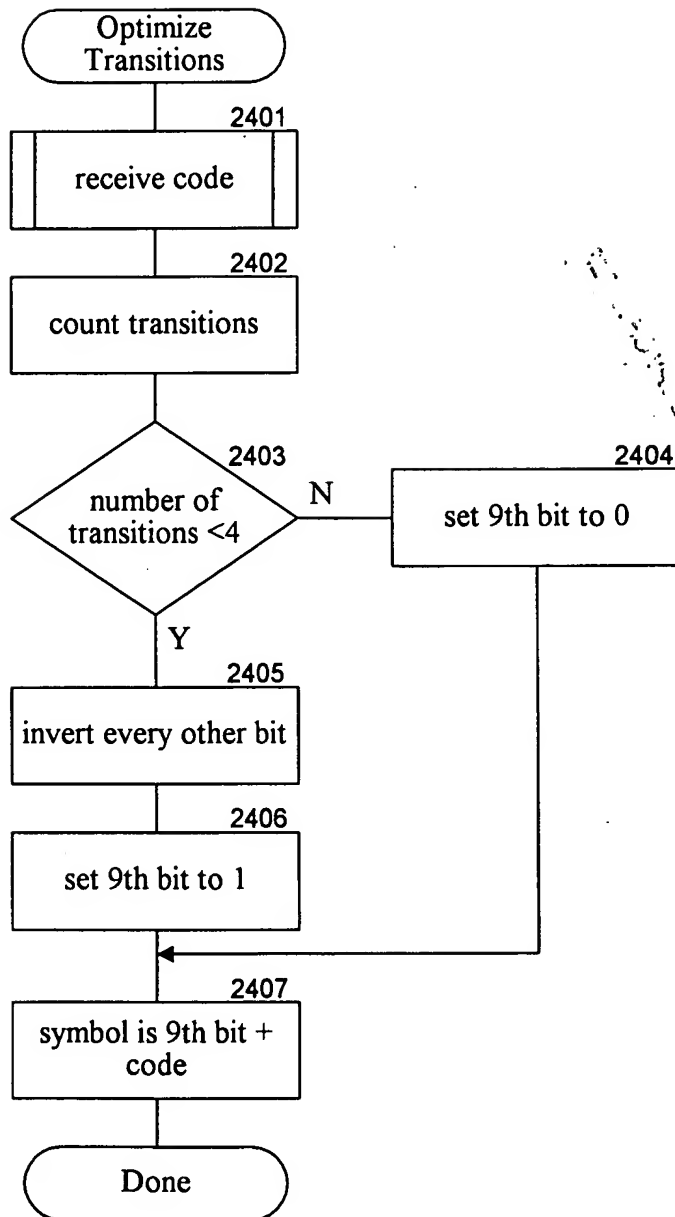 Optimize
Transitions
2401
receive code
2402
count transitions
2403
number of
transitions <4
N
2404
set 9th bit to 0
Y
2405
invert every other bit
2406
set 9th bit to 1
2407
symbol is 9th bit +
code
Done